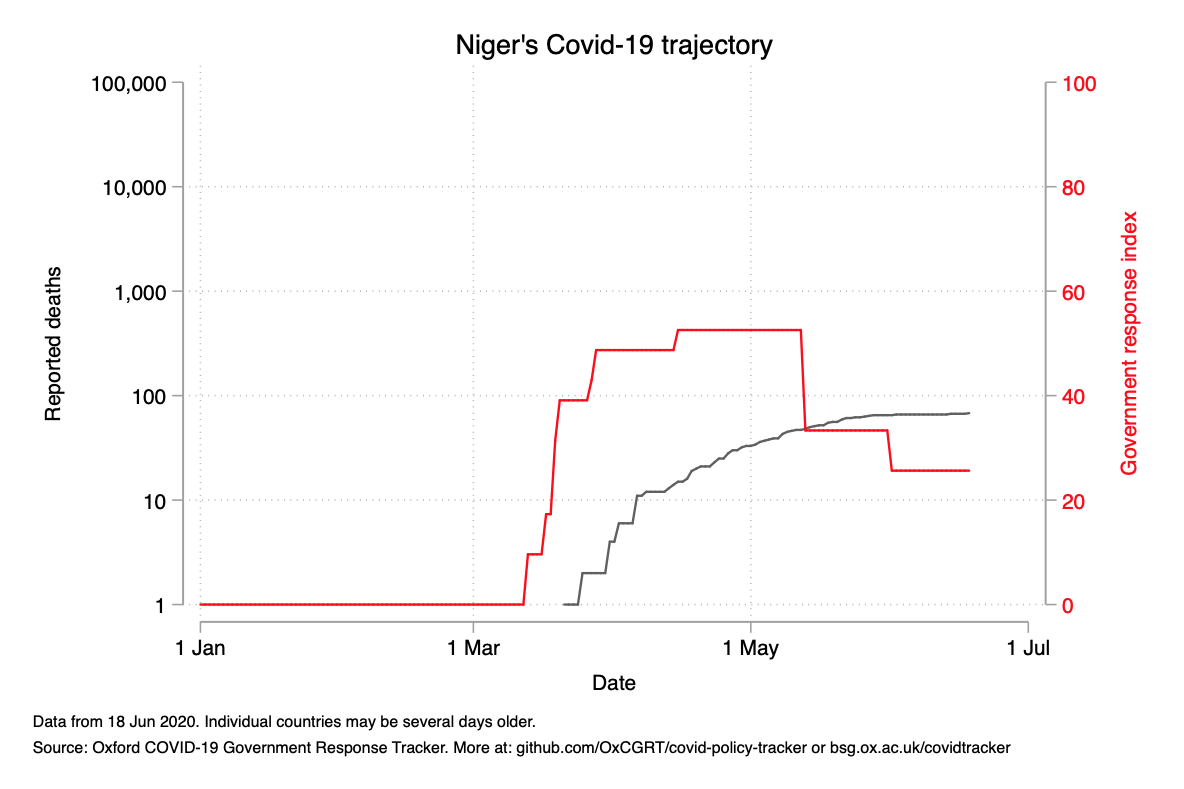 Niger's Covid-19 trajectory
100,000
10,000
1,000
100
10
1
Reported deaths
100
80
60
40
20
0
Government response index
1 Jan
1 Mar
1 May
1 Jul
Date
Data from 18 Jun 2020. Individual countries may be several days older.
Source: Oxford COVID-19 Government Response Tracker. More at: github.com/OxCGRT/covid-policy-tracker or bsg.ox.ac.uk/covidtracker